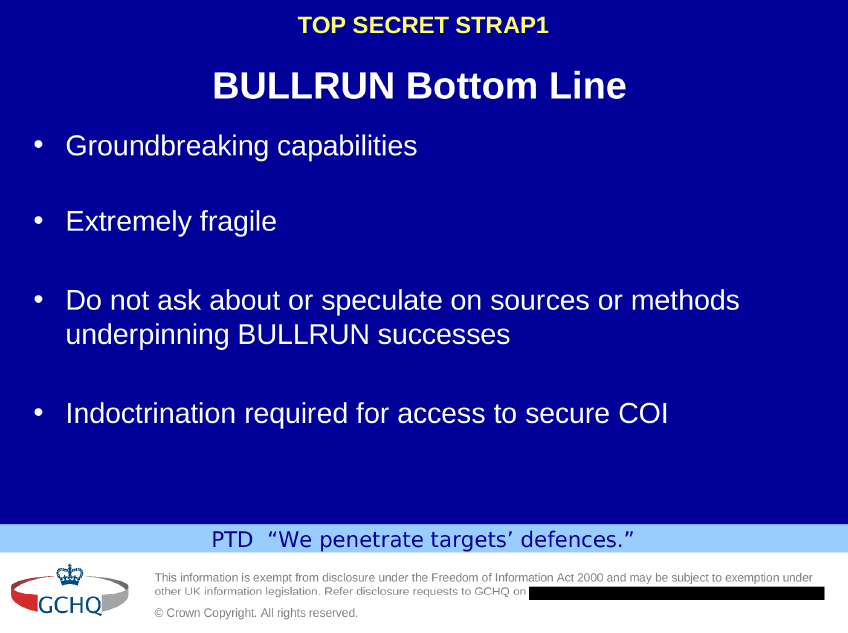 TOP SECRET STRAP1
BULLRUN Bottom Line
• Groundbreaking capabilities
• Extremely fragile
• Do not ask about or speculate on sources or methods
underpinning BULLRUN successes
• Indoctrination required for access to secure COI
PTD “We penetrate targets’ defences.”
This information is exempt from disclosure under the Freedom of Information Act 2000 and may be subject to exemption under
other UK information legislation. Refer disclosure requests to GCHQ on
© Crown Copyright. All rights reserved.
GCHQ